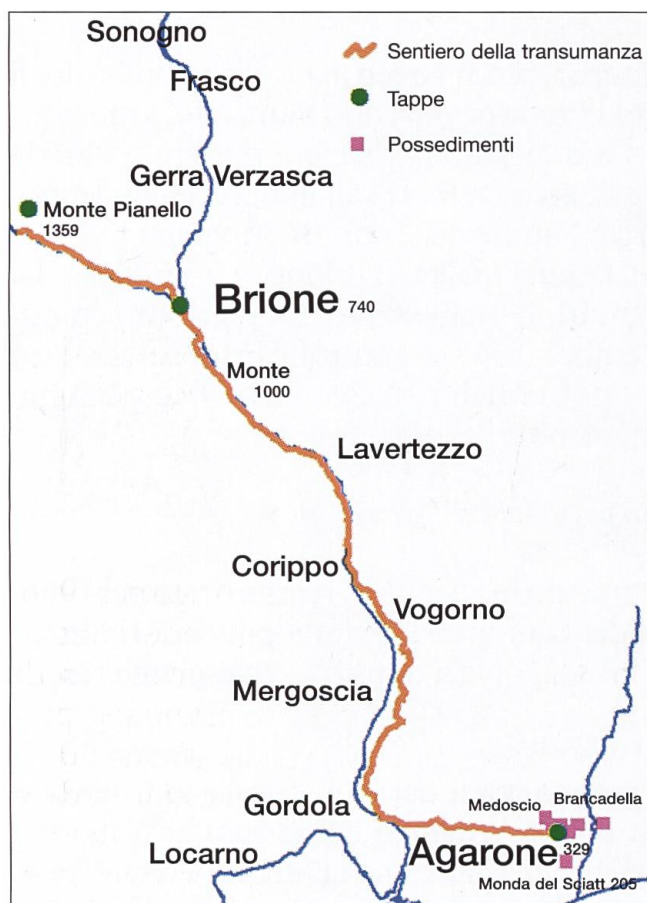 Sonogno
Sentiero della transumanza
Frasco
Tappe
Possedimenti
Gerra Verzasca
Monte Pianello
1359
Brione 740
Monte
1000
Lavertezzo
Corippo
Vogorno
Mergoscia
Gordola
Medoscio
Brancadella
Locarno
Agarone 329
Monda del Sciatt 205